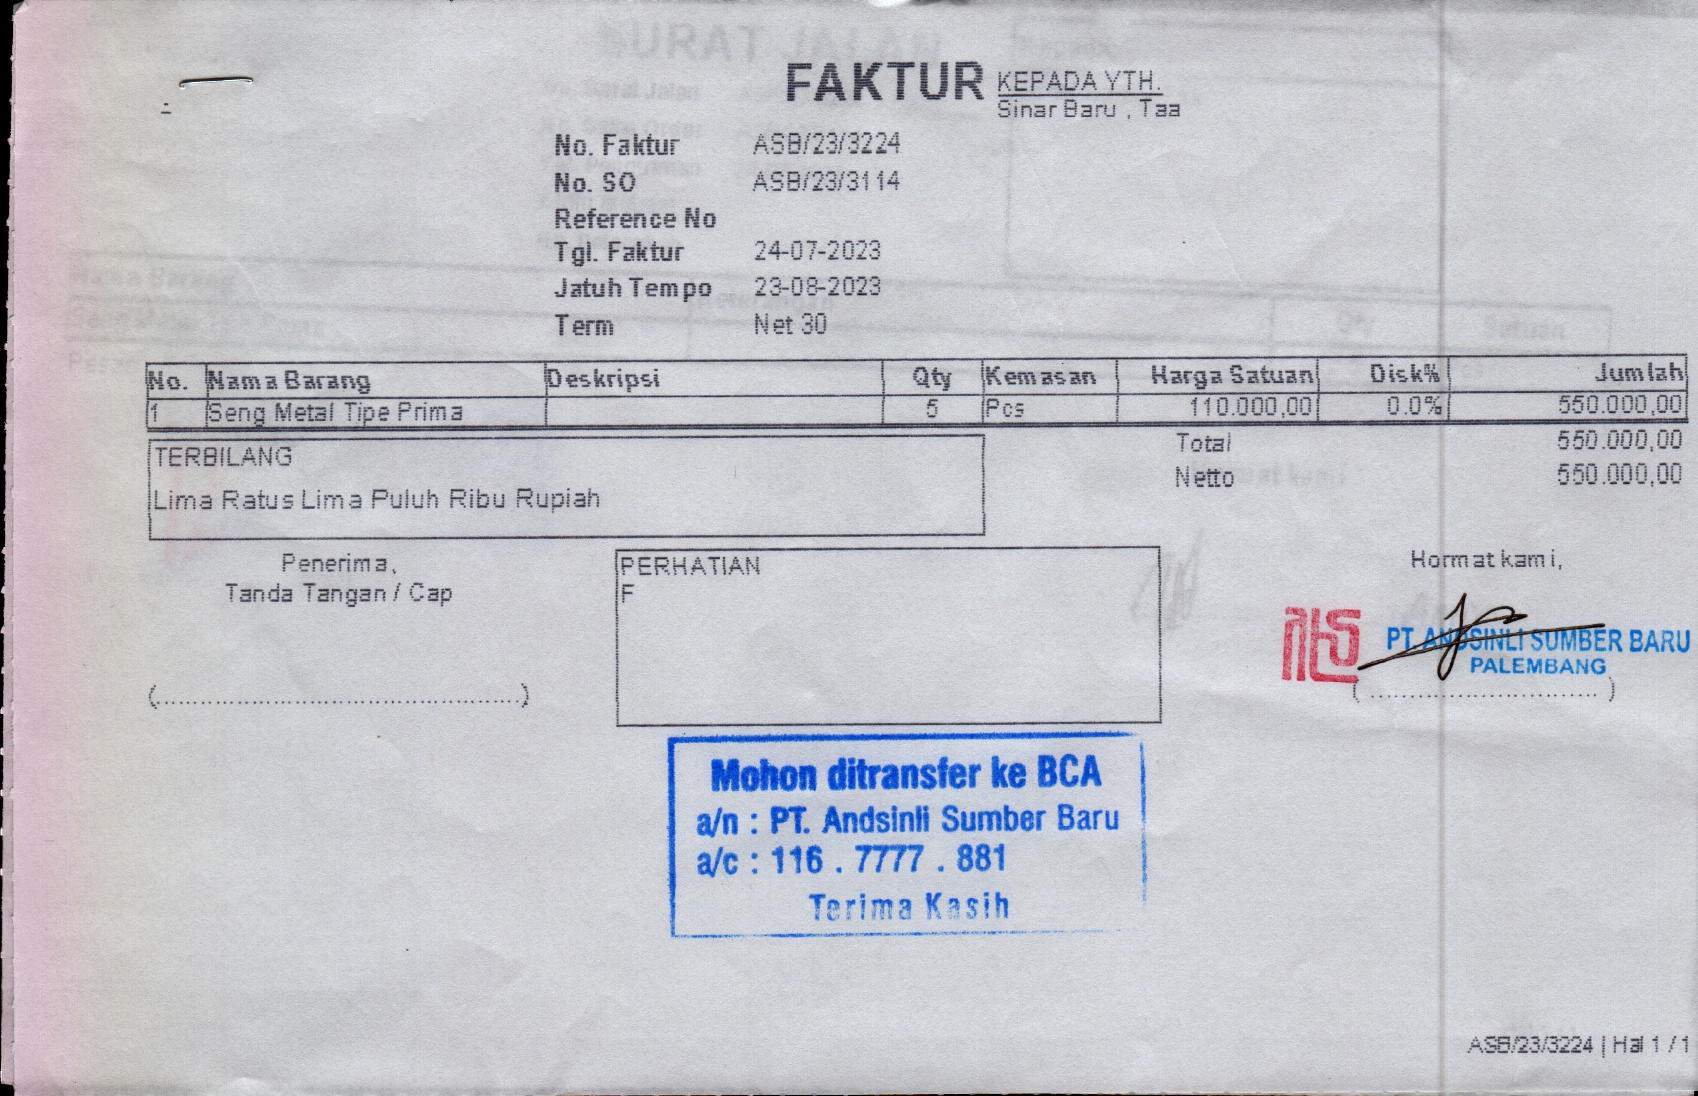 FAKTUR
KEPADA YTH.
Sinar Baru , Taa
No. Faktur ASB/23/3224
No. SO ASB/23/3114
Reference No
Tgl. Faktur 24-07-2023
Jatuh Tempo 23-08-2023
Term Net 30
No. Nama Barang Deskripsi Qty Kemasan Harga Satuan Disk% Jumlah
1 Seng Metal Tipe Prima 5 Pcs 110.000,00 0.0% 550.000,00
Total 550.000,00
Netto 550.000,00
TERBILANG
Lima Ratus Lima Puluh Ribu Rupiah
Penerima,
Tanda Tangan / Cap
(................................................)
PERHATIAN
F
Hormat kami,
PT. ANDSINLI SUMBER BARU
PALEMBANG
(............................)
Mohon ditransfer ke BCA
a/n : PT. Andsinli Sumber Baru
a/c : 116 . 7777 . 881
Terima Kasih
ASB/23/3224 | Hal 1 / 1